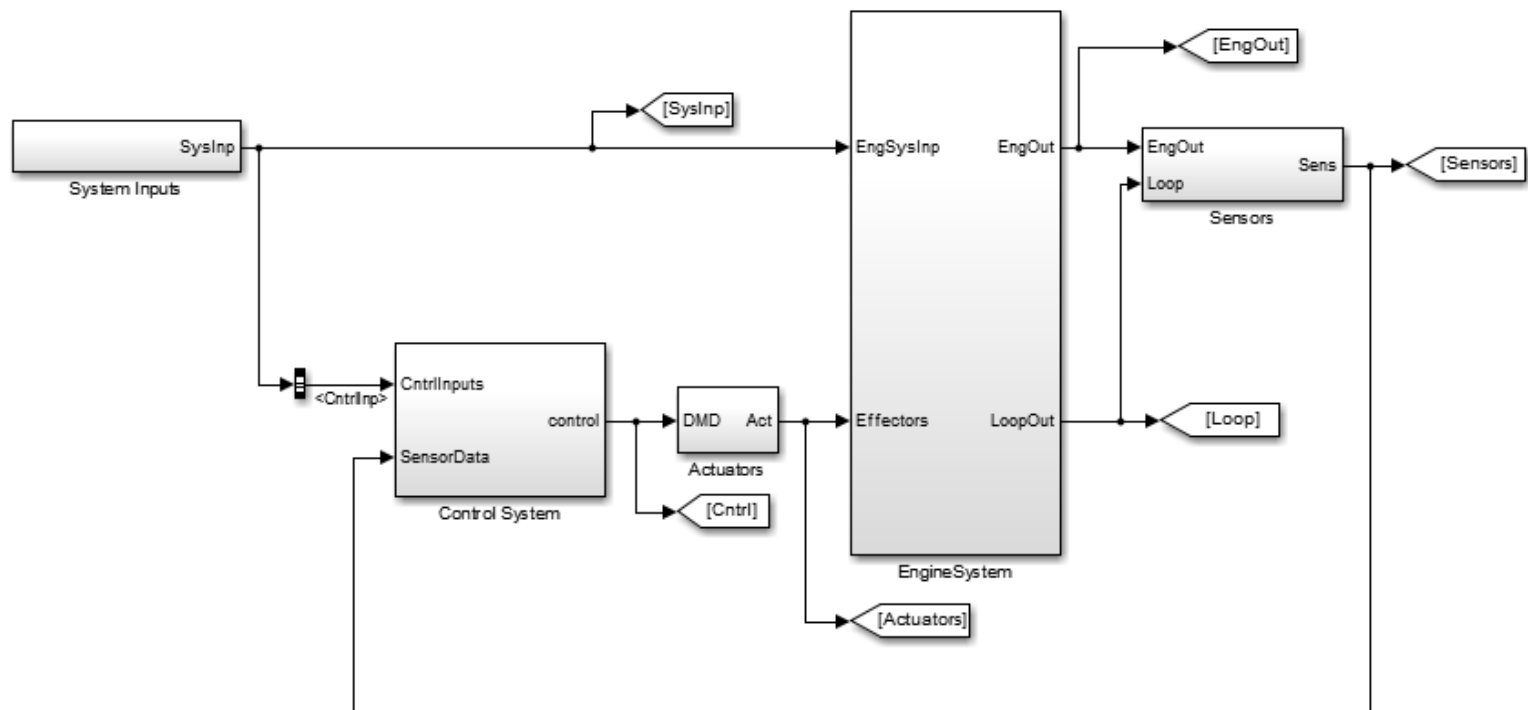 [EngOut]
[SysInp]
SysInp
System Inputs
EngSysInp
EngOut
EngOut
Loop
Sens
Sensors
[Sensors]
<CntrlInp>
CntrlInputs
control
SensorData
Control System
DMD
Act
Actuators
[Cntrl]
Effectors
LoopOut
[Loop]
EngineSystem
[Actuators]